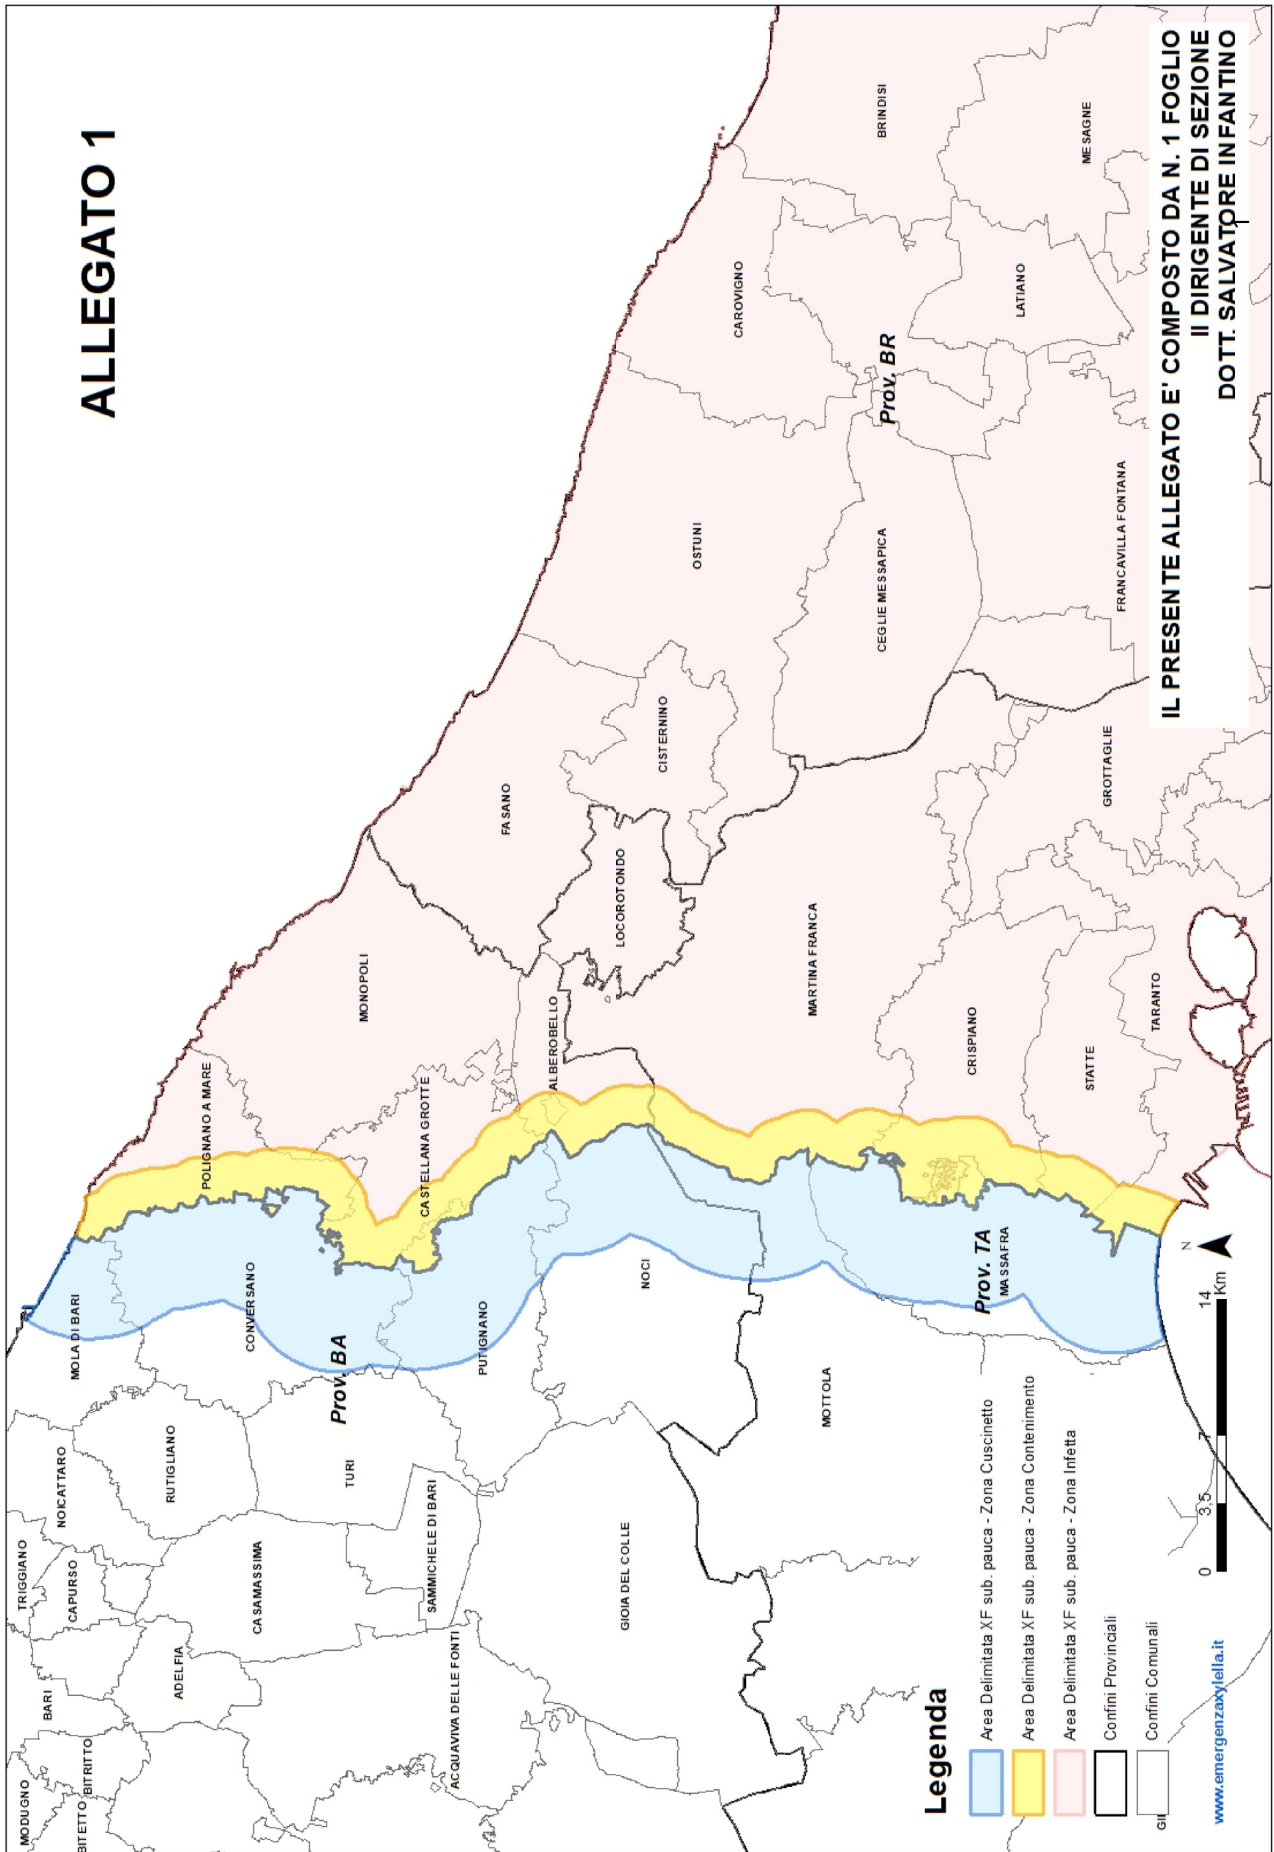 ALLEGATO 1
MODUGNO
BITETTO
BITRITTO
BARI
TRIGGIANO
CAPURSO
NOICATTARO
ADELFIA
RUTIGLIANO
MOLA DI BARI
CASAMASSIMA
CONVERSANO
POLIGNANO A MARE
TURI
Prov. BA
MONOPOLI
SAMMICHELE DI BARI
ACQUAVIVA DELLE FONTI
PUTIGNANO
CASTELLANA GROTTE
FASANO
ALBEROBELLO
LOCOROTONDO
GIOIA DEL COLLE
NOCI
CISTERNINO
OSTUNI
CAROVIGNO
MOTTOLA
MARTINA FRANCA
CEGLIE MESSAPICA
Prov. BR
BRINDISI
Prov. TA
MASSAFRA
CRISPIANO
LATIANO
STATTE
GROTTAGLIE
FRANCAVILLA FONTANA
MESAGNE
TARANTO
IL PRESENTE ALLEGATO E' COMPOSTO DA N. 1 FOGLIO
Il DIRIGENTE DI SEZIONE
DOTT. SALVATORE INFANTINO
Legenda
Area Delimitata XF sub. pauca - Zona Cuscinetto
Area Delimitata XF sub. pauca - Zona Contenimento
Area Delimitata XF sub. pauca - Zona Infetta
Confini Provinciali
Confini Comunali
GI
N
0 3,5 7 14
Km
www.emergenzaxylella.it